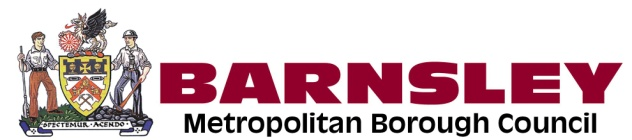 BARNSLEY
Metropolitan Borough Council
SPECTEMUR · AGENDO